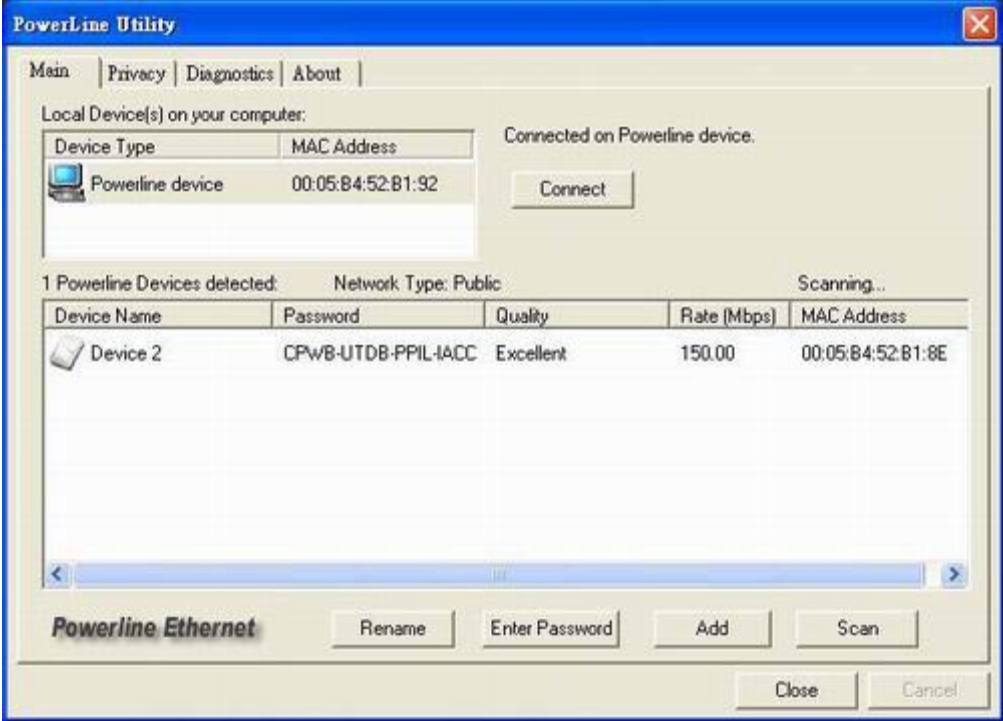 PowerLine Utility
Main Privacy Diagnostics About
Local Device(s) on your computer:
Device Type MAC Address
Powerline device 00:05:B4:52:B1:92
Connected on Powerline device.
Connect
1 Powerline Devices detected: Network Type: Public Scanning...
Device Name Password Quality Rate (Mbps) MAC Address
Device 2 CPWB-UTDB-PPIL-IACC Excellent 150.00 00:05:B4:52:B1:8E
Powerline Ethernet Rename Enter Password Add Scan
Close Cancel